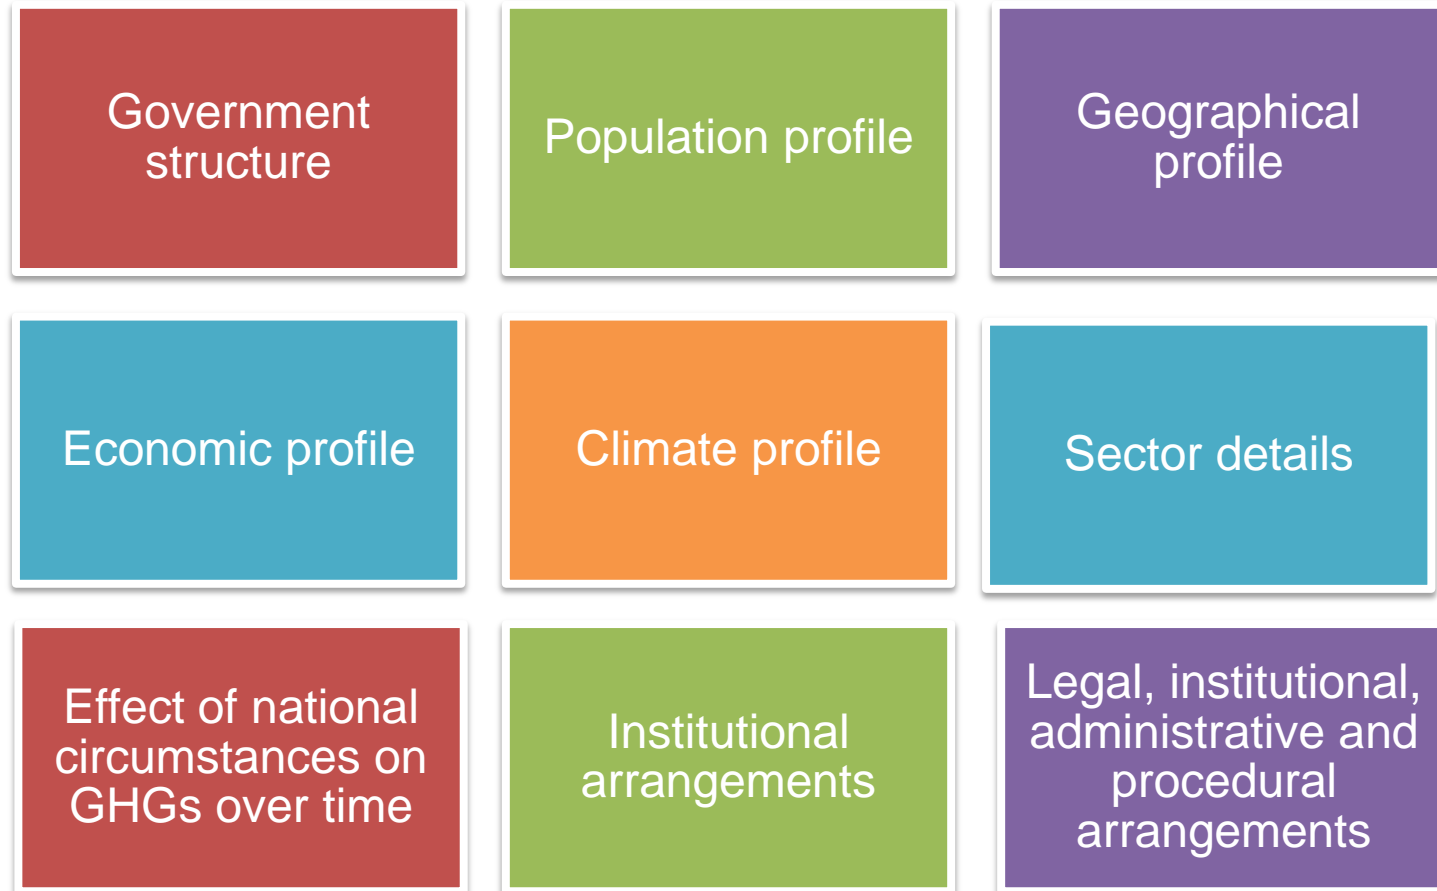 Government
structure
Population profile
Geographical
profile
Economic profile
Climate profile
Sector details
Effect of national
circumstances on
GHGs over time
Institutional
arrangements
Legal, institutional,
administrative and
procedural
arrangements